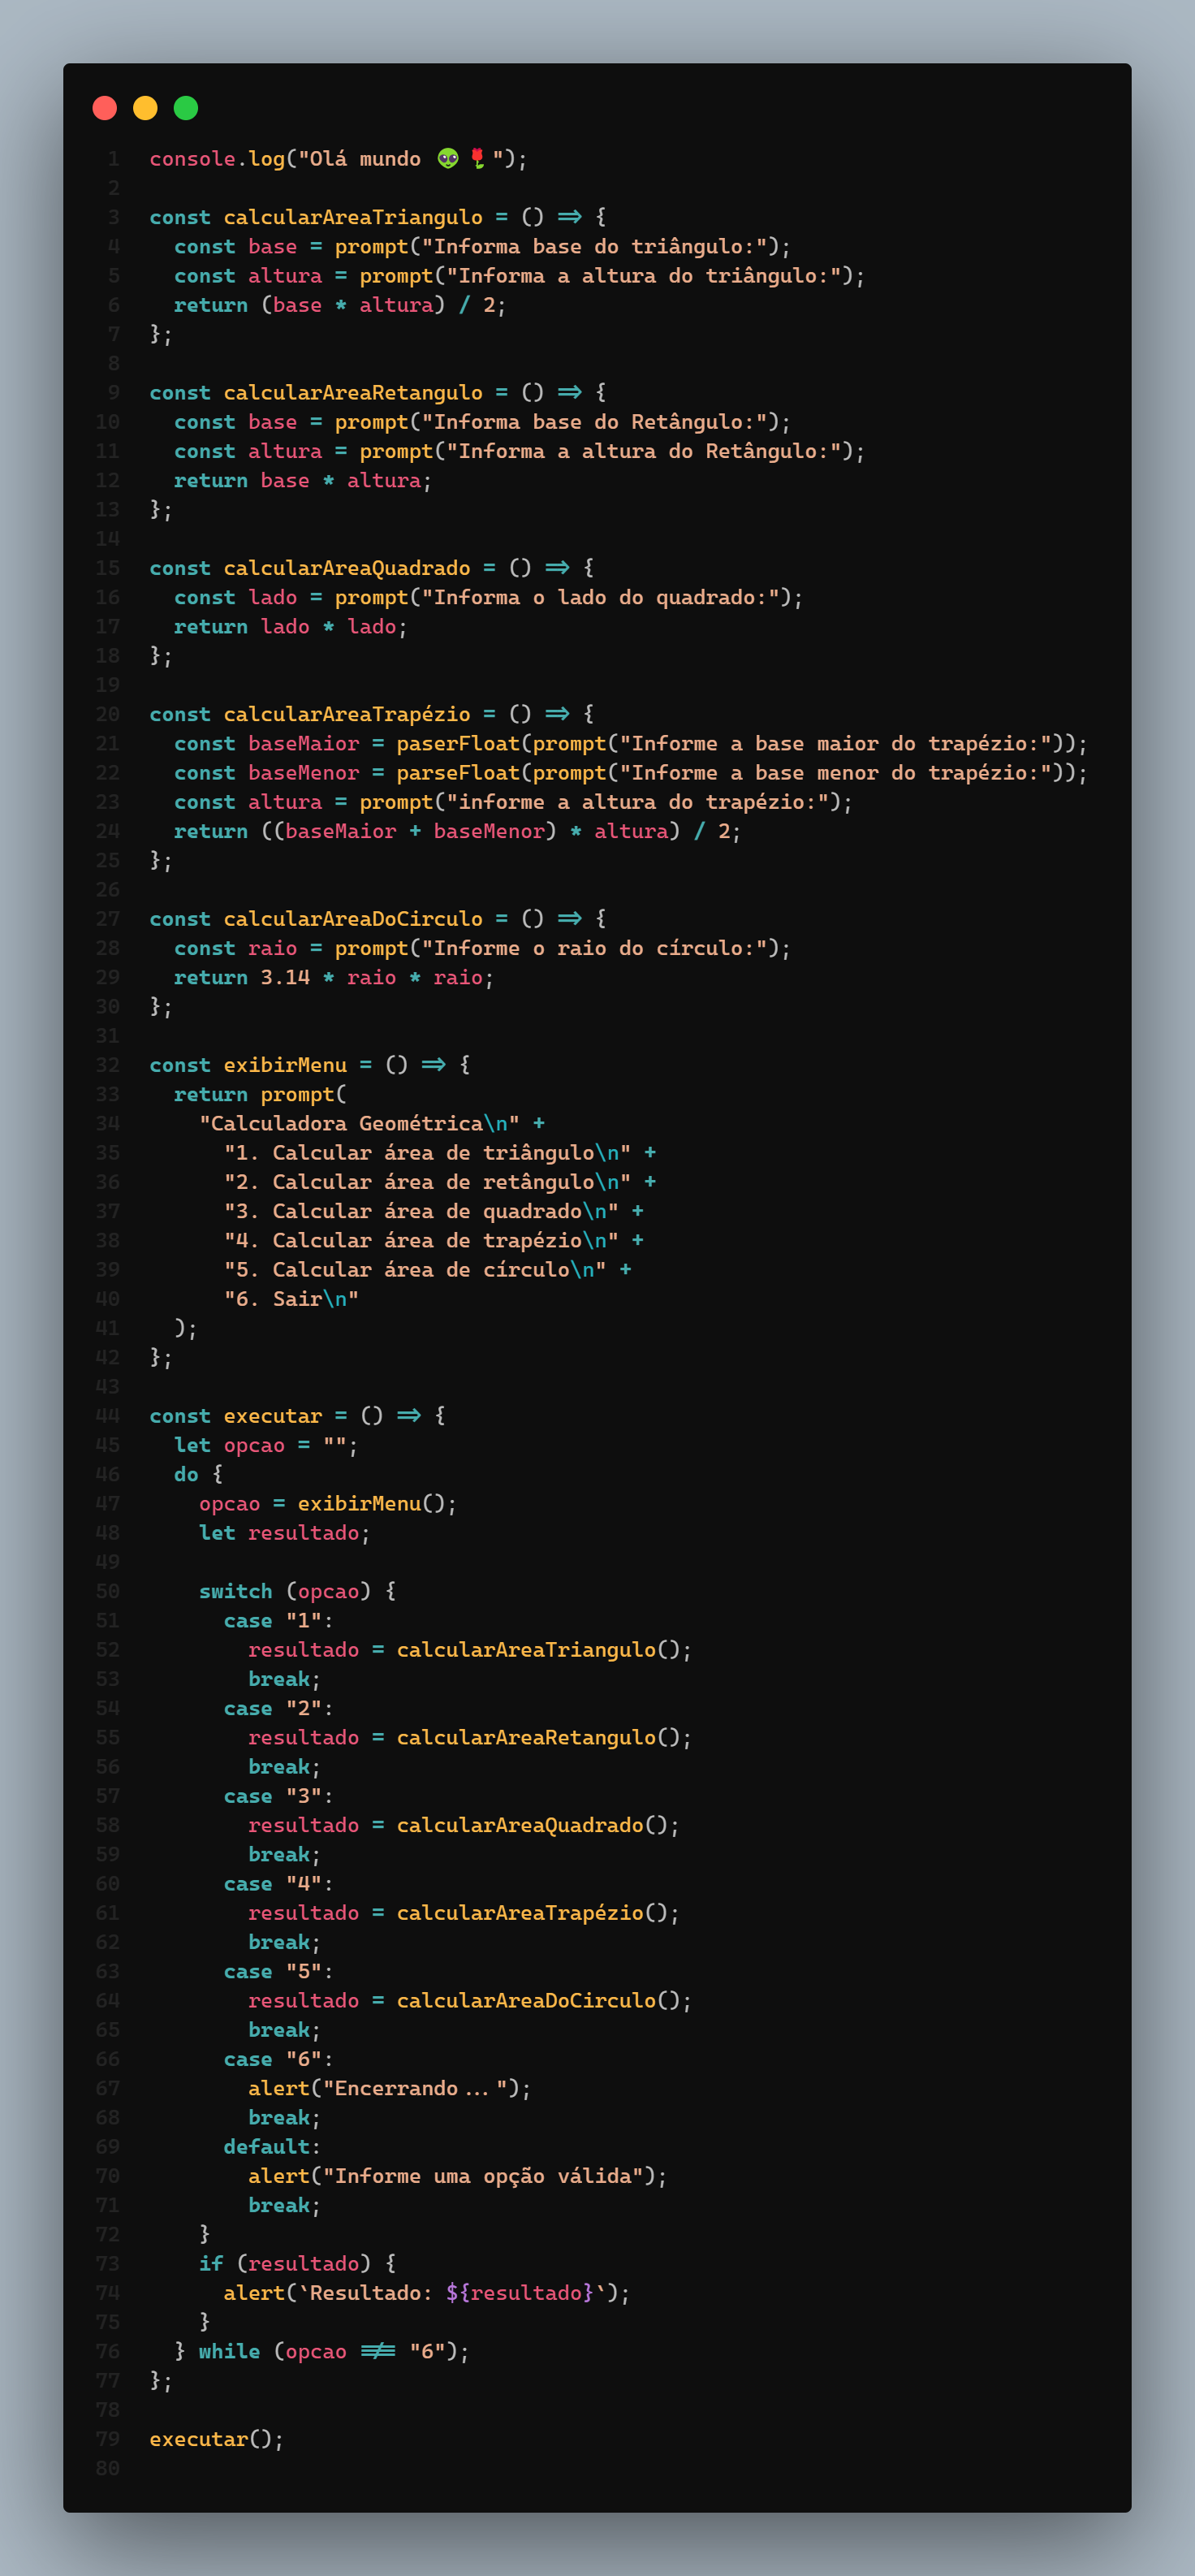 1 console.log("Olá mundo 👽🌷");
2
3 const calcularAreaTriangulo = () => {
4   const base = prompt("Informa base do triângulo:");
5   const altura = prompt("Informa a altura do triângulo:");
6   return (base * altura) / 2;
7 };
8
9 const calcularAreaRetangulo = () => {
10   const base = prompt("Informa base do Retângulo:");
11   const altura = prompt("Informa a altura do Retângulo:");
12   return base * altura;
13 };
14
15 const calcularAreaQuadrado = () => {
16   const lado = prompt("Informa o lado do quadrado:");
17   return lado * lado;
18 };
19
20 const calcularAreaTrapézio = () => {
21   const baseMaior = paserFloat(prompt("Informe a base maior do trapézio:"));
22   const baseMenor = parseFloat(prompt("Informe a base menor do trapézio:"));
23   const altura = prompt("informe a altura do trapézio:");
24   return ((baseMaior + baseMenor) * altura) / 2;
25 };
26
27 const calcularAreaDoCirculo = () => {
28   const raio = prompt("Informe o raio do círculo:");
29   return 3.14 * raio * raio;
30 };
31
32 const exibirMenu = () => {
33   return prompt(
34     "Calculadora Geométrica\n" +
35       "1. Calcular área de triângulo\n" +
36       "2. Calcular área de retângulo\n" +
37       "3. Calcular área de quadrado\n" +
38       "4. Calcular área de trapézio\n" +
39       "5. Calcular área de círculo\n" +
40       "6. Sair\n"
41   );
42 };
43
44 const executar = () => {
45   let opcao = "";
46   do {
47     opcao = exibirMenu();
48     let resultado;
49
50     switch (opcao) {
51       case "1":
52         resultado = calcularAreaTriangulo();
53         break;
54       case "2":
55         resultado = calcularAreaRetangulo();
56         break;
57       case "3":
58         resultado = calcularAreaQuadrado();
59         break;
60       case "4":
61         resultado = calcularAreaTrapézio();
62         break;
63       case "5":
64         resultado = calcularAreaDoCirculo();
65         break;
66       case "6":
67         alert("Encerrando...");
68         break;
69       default:
70         alert("Informe uma opção válida");
71         break;
72     }
73     if (resultado) {
74       alert(`Resultado: ${resultado}`);
75     }
76   } while (opcao !== "6");
77 };
78
79 executar();
80